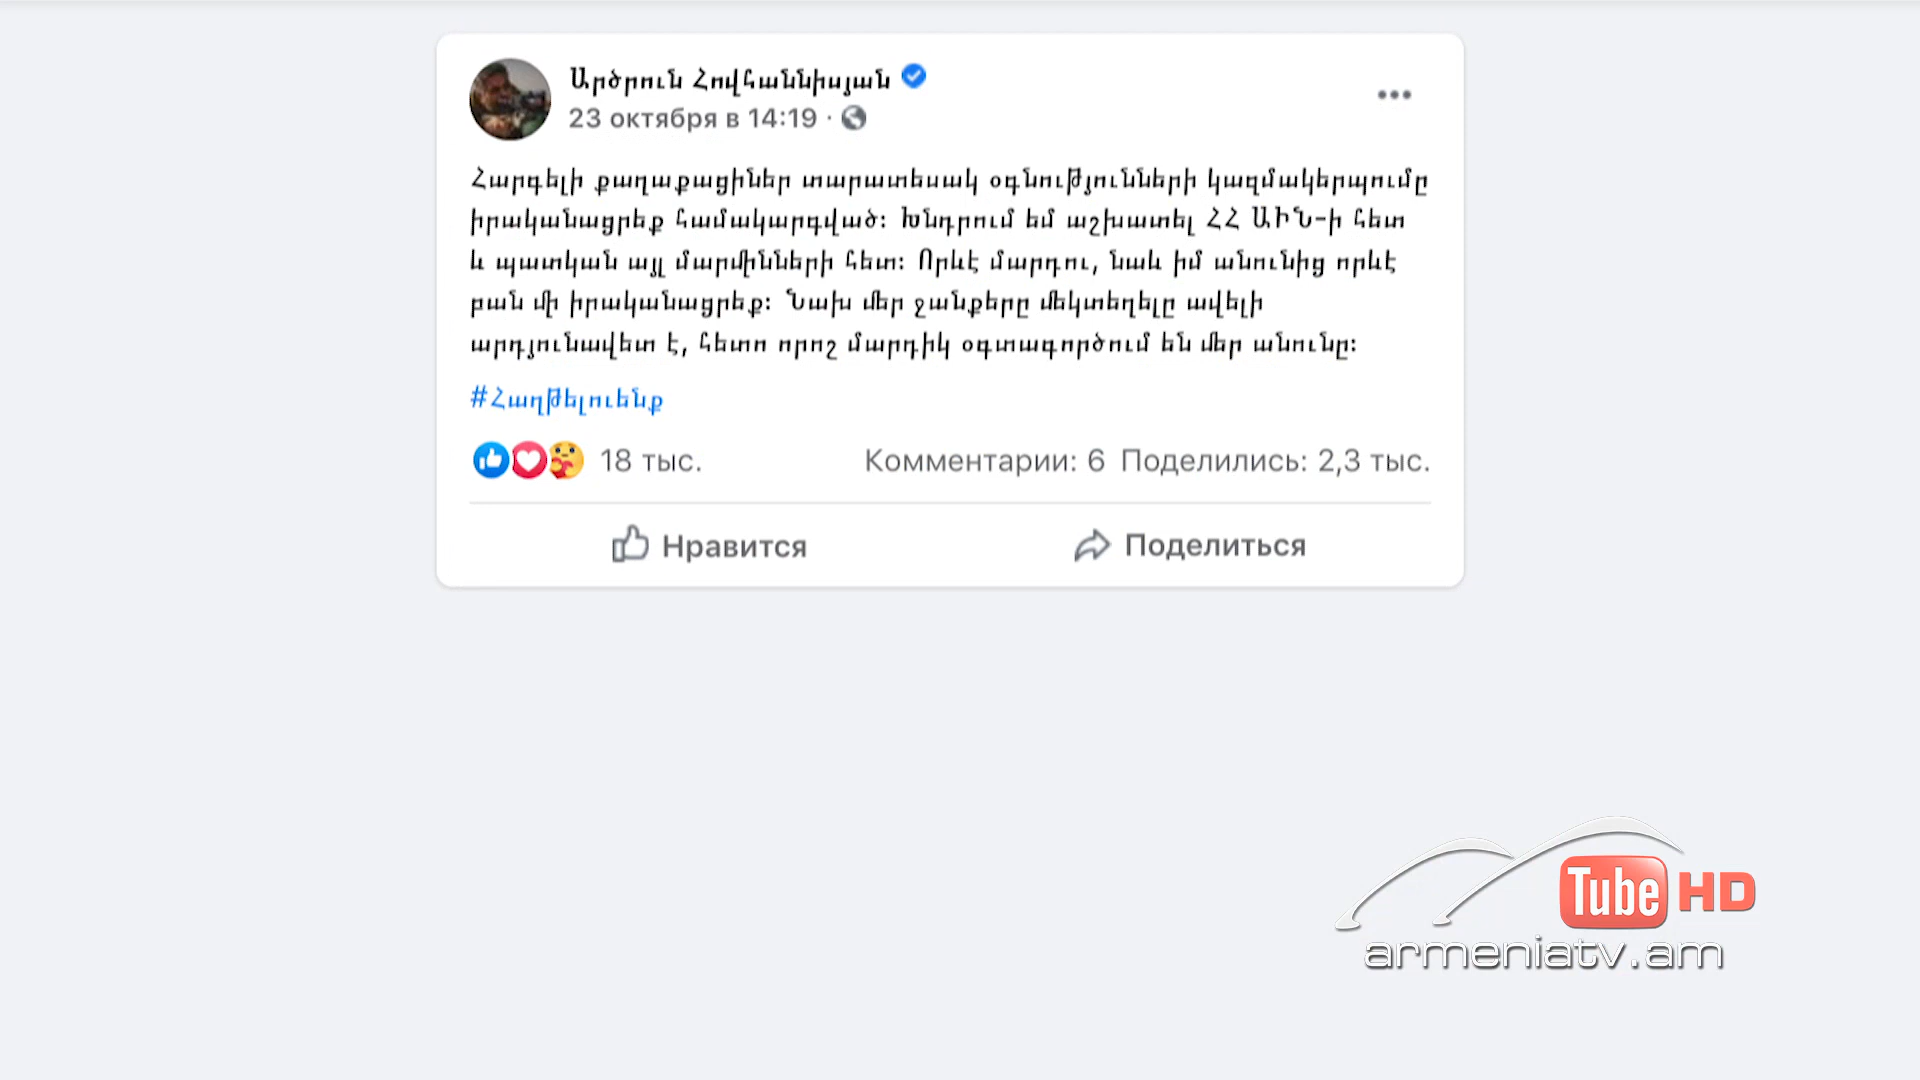 Արծրուն Հովհաննիսյան
23 октября в 14:19 ·
Հարգելի քաղաքացիներ տարատեսակ օգնությունների կազմակերպումը
իրականացրեք համակարգված։ Խնդրում եմ աշխատել ՀՀ ԱԻՆ-ի հետ
և պատկան այլ մարմինների հետ։ Որևէ մարդու, նաև իմ անունից որևէ
բան մի իրականացրեք։ Նախ մեր ջանքերը մեկտեղելը ավելի
արդյունավետ է, հետո որոշ մարդիկ օգտագործում են մեր անունը։
#Հաղթելուենք
18 тыс. Комментарии: 6 Поделились: 2,3 тыс.
Нравится Поделиться
Tube HD
armeniatv.am